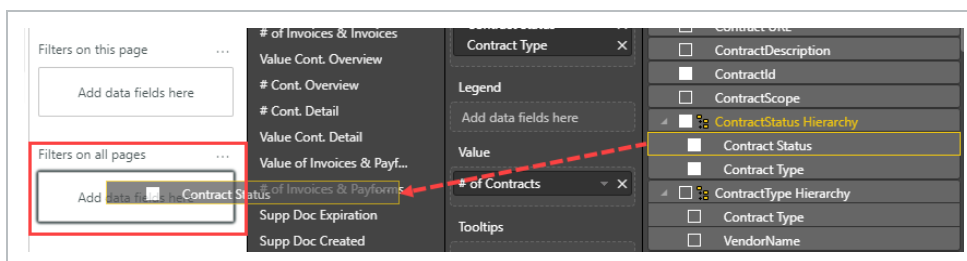 Filters on this page
...
Add data fields here
Filters on all pages
...
Add data fields here
Contract Status
# of Invoices & Invoices
Value Cont. Overview
# Cont. Overview
# Cont. Detail
Value Cont. Detail
Value of Invoices & Payf...
# of Invoices & Payforms
Supp Doc Expiration
Supp Doc Created
Contract Type
Legend
Add data fields here
Value
# of Contracts
Tooltips
ContractDescription
ContractId
ContractScope
ContractStatus Hierarchy
Contract Status
Contract Type
ContractType Hierarchy
Contract Type
VendorName